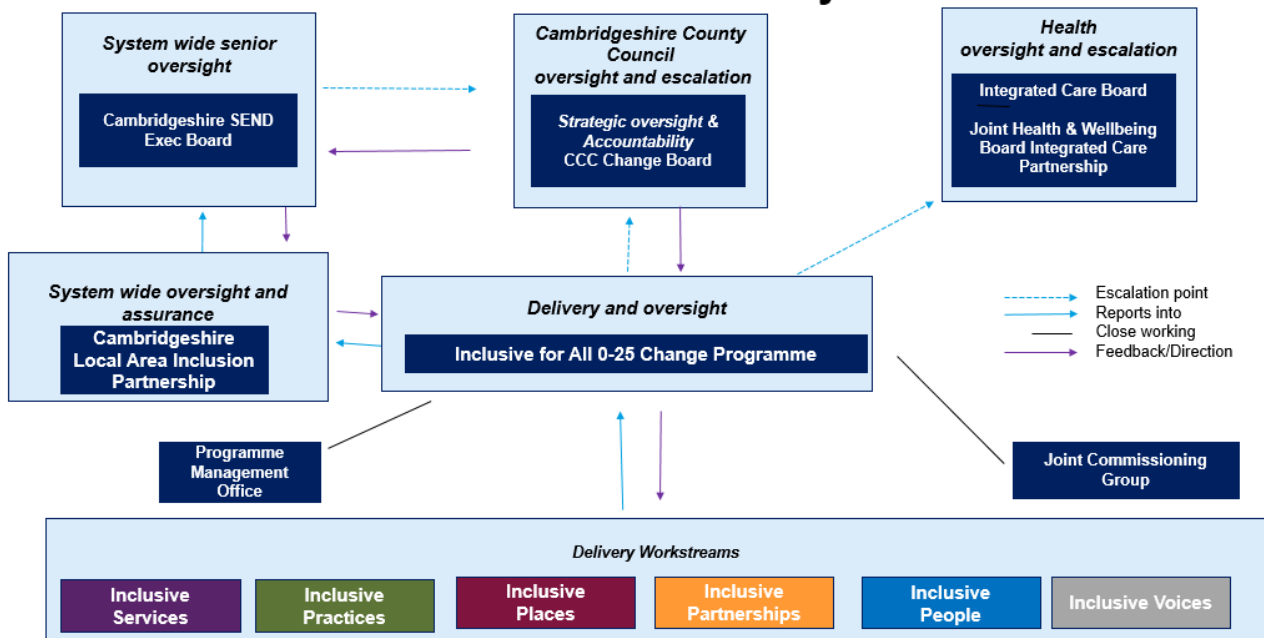 System wide senior
oversight
Cambridgeshire SEND
Exec Board
Cambridgeshire County
Council
oversight and escalation
Strategic oversight &
Accountability
CCC Change Board
Health
oversight and escalation
Integrated Care Board
Joint Health & Wellbeing
Board Integrated Care
Partnership
System wide oversight and
assurance
Cambridgeshire
Local Area Inclusion
Partnership
Delivery and oversight
Inclusive for All 0-25 Change Programme
Escalation point
Reports into
Close working
Feedback/Direction
Programme
Management
Office
Joint Commissioning
Group
Delivery Workstreams
Inclusive
Services
Inclusive
Practices
Inclusive
Places
Inclusive
Partnerships
Inclusive
People
Inclusive Voices